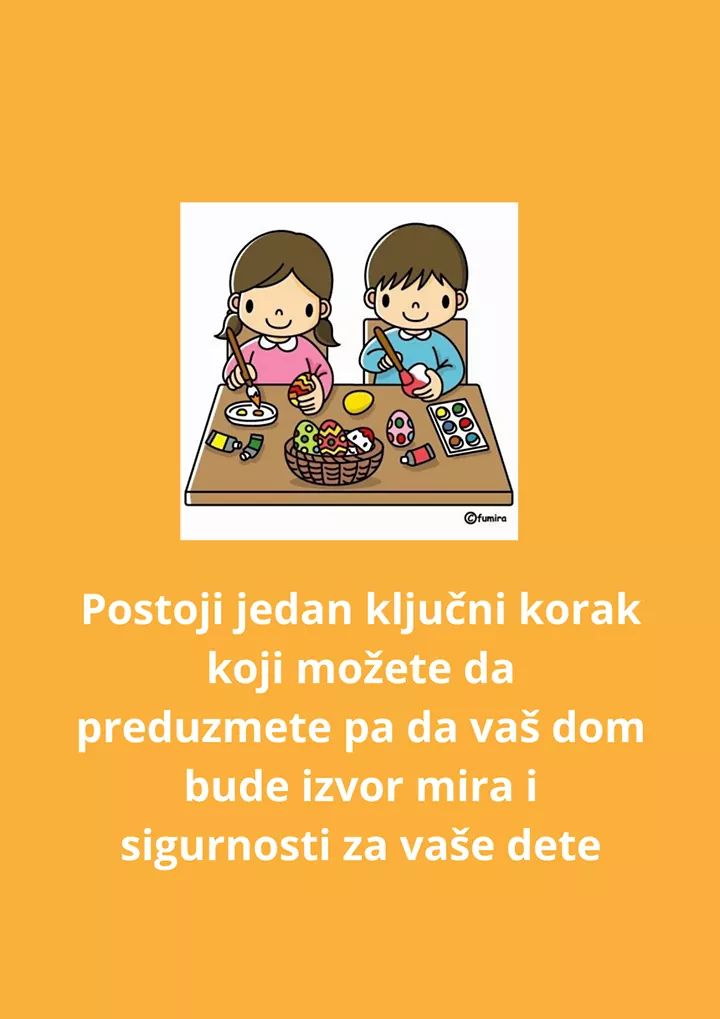 ©fumira
Postoji jedan ključni korak
koji možete da
preduzmete pa da vaš dom
bude izvor mira i
sigurnosti za vaše dete